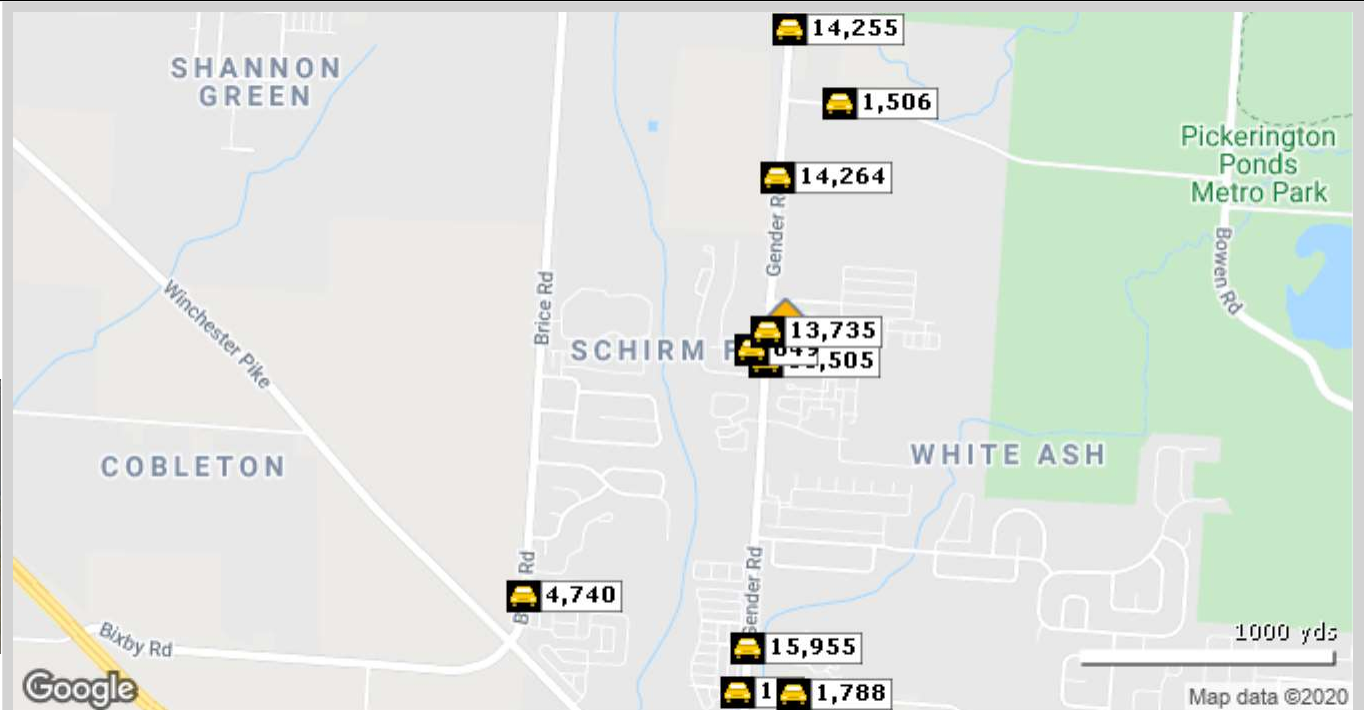 14,255
SHANNON
GREEN
1,506
Pickerington
Ponds
Metro Park
14,264
Gender R
Bowen Rd
Winchester Pike
Brice Rd
13,735
SCHIRM F
,505
WHITE ASH
COBLETON
Rd
4,740
Gender Rd
Bixby Rd
15,955
1000 yds
1
1,788
Google
Map data ©2020